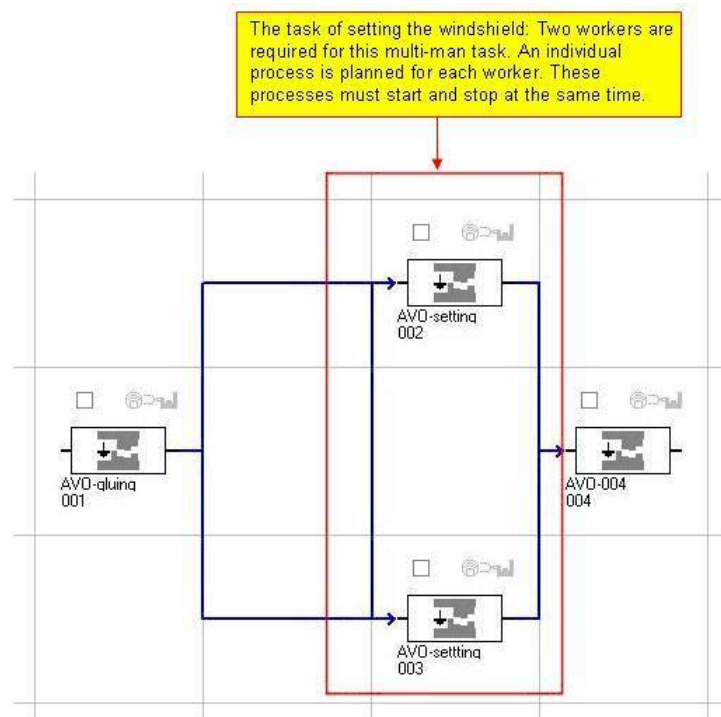 The task of setting the windshield: Two workers are
required for this multi-man task. An individual
process is planned for each worker. These
processes must start and stop at the same time.
AVO-setting
002
AVO-gluing
001
AVO-004
004
AVO-settting
003